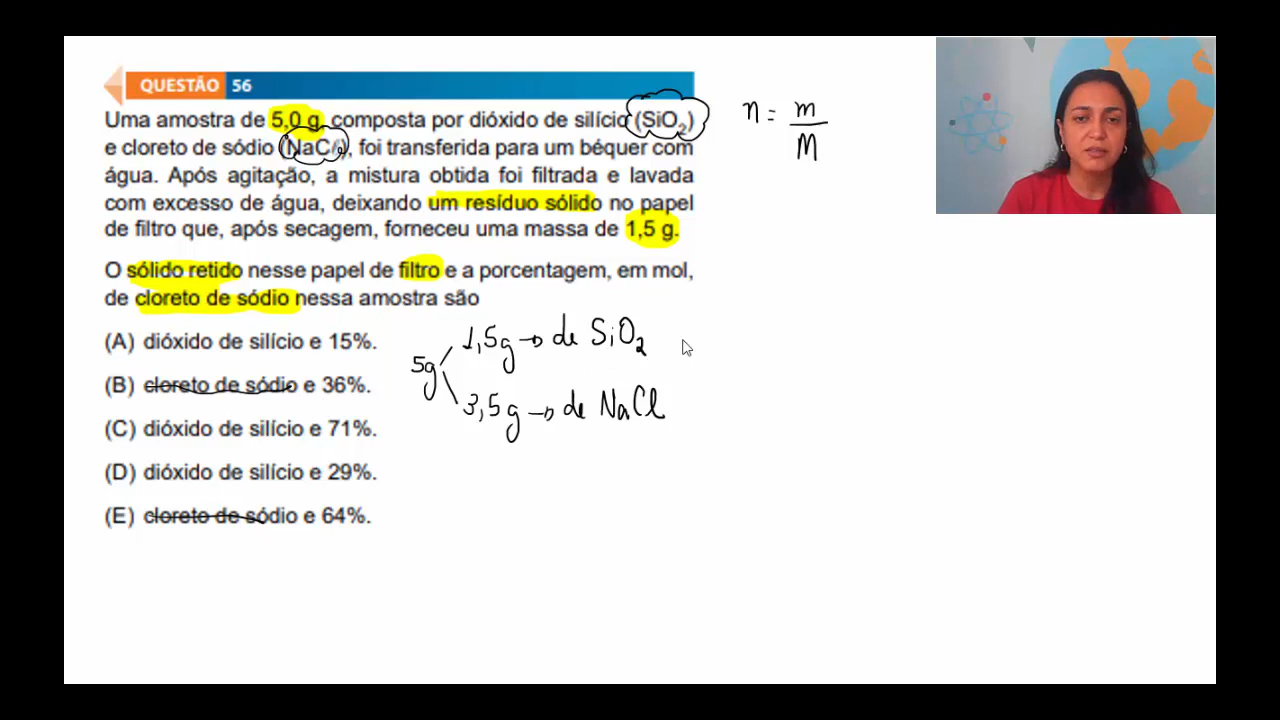 QUESTÃO 56
Uma amostra de 5,0 g, composta por dióxido de silício (SiO₂)
e cloreto de sódio (NaCℓ), foi transferida para um béquer com
água. Após agitação, a mistura obtida foi filtrada e lavada
com excesso de água, deixando um resíduo sólido no papel
de filtro que, após secagem, forneceu uma massa de 1,5 g.
O sólido retido nesse papel de filtro e a porcentagem, em mol,
de cloreto de sódio nessa amostra são
(A) dióxido de silício e 15%.
(B) cloreto de sódio e 36%.
(C) dióxido de silício e 71%.
(D) dióxido de silício e 29%.
(E) cloreto de sódio e 64%.
n = m
M
1,5g → de SiO₂
5g
3,5g → de NaCl